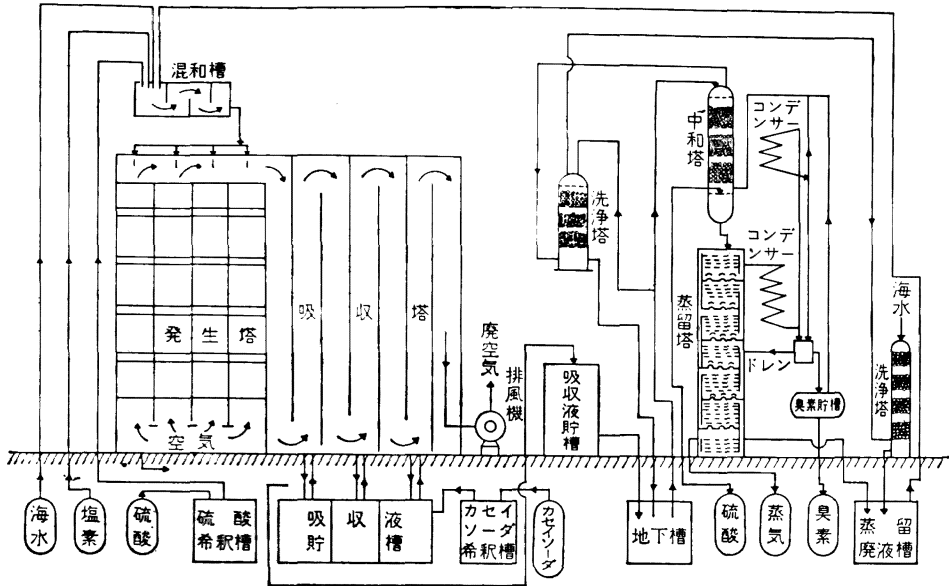 混和槽
発生塔
空気
吸収塔
廃空気
排風機
吸収液貯槽
洗浄塔
中和塔
コンデンサー
コンデンサー
蒸留塔
ドレン
臭素貯槽
海水
洗浄塔
海水
塩素
硫酸
硫酸
希釈槽
吸収液
貯槽
カセイソーダ
希釈槽
カセイソーダ
地下槽
硫酸
蒸気
臭素
蒸留
廃液槽